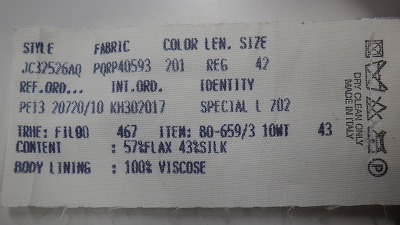 STYLE FABRIC COLOR LEN. SIZE
JC32526AQ PQRP40593 201 REG 42
REF.ORD... INT.ORD. IDENTITY
PE13 20720/10 KH302017 SPECIAL L 702
TRHE: FIL00 467 ITEM: BO-659/3 10WT 43
CONTENT : 57%FLAX 43%SILK
BODY LINING : 100% VISCOSE
DRY CLEAN ONLY
MADE IN ITALY
P